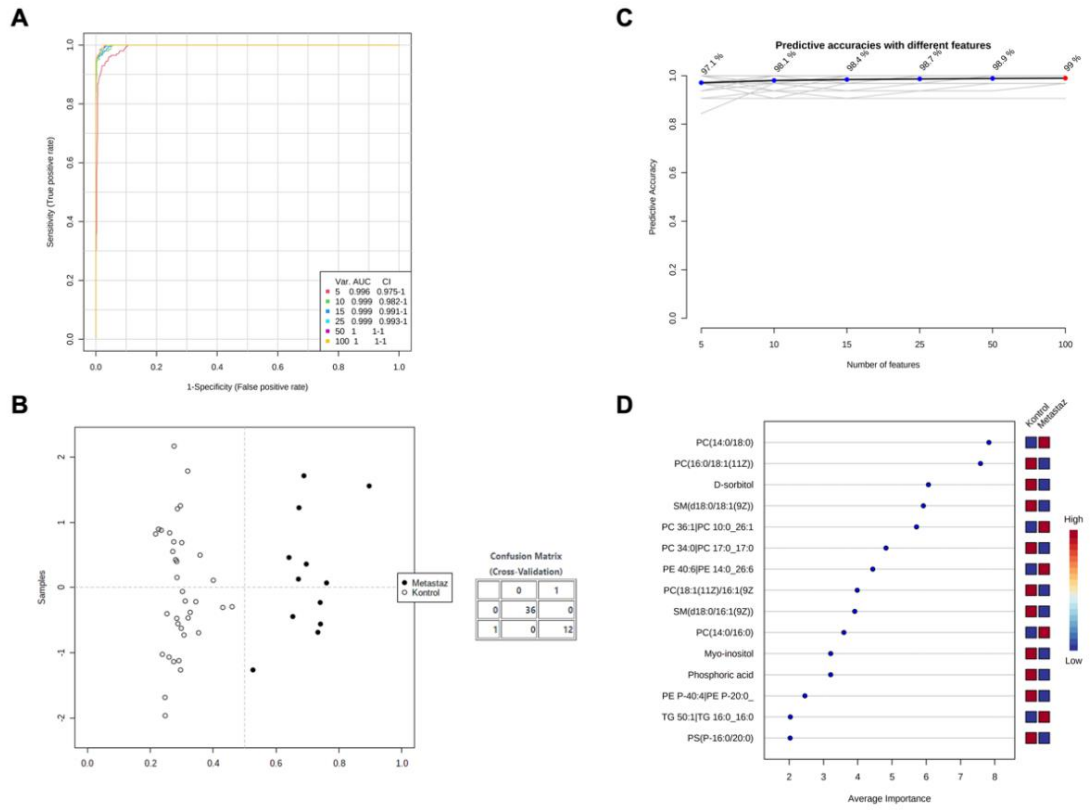 A
Sensitivity (True positive rate)
1.0
0.8
0.6
0.4
0.2
0.0
Var. AUC CI
5 0.996 0.975-1
10 0.999 0.982-1
15 0.999 0.991-1
25 0.999 0.993-1
50 1 1-1
100 1 1-1
0.0 0.2 0.4 0.6 0.8 1.0
1-Specificity (False positive rate)
B
Samples
2
1
0
-1
-2
Metastaz
Kontrol
0.0 0.2 0.4 0.6 0.8 1.0
Confusion Matrix
(Cross-Validation)
0 1
0 36 0
1 0 12
C
Predictive accuracies with different features
97.1 % 98.1 % 98.4 % 98.7 % 98.9 % 99 %
Predictive Accuracy
1.0
0.8
0.6
0.4
0.2
0.0
5 10 15 25 50 100
Number of features
D
Kontrol Metastaz
PC(14:0/18:0)
PC(16:0/18:1(11Z))
D-sorbitol
SM(d18:0/18:1(9Z))
PC 36:1|PC 10:0_26:1
PC 34:0|PC 17:0_17:0
PE 40:6|PE 14:0_26:6
PC(18:1(11Z)/16:1(9Z
SM(d18:0/16:1(9Z))
PC(14:0/16:0)
Myo-inositol
Phosphoric acid
PE P-40:4|PE P-20:0_
TG 50:1|TG 16:0_16:0
PS(P-16:0/20:0)
High
Low
2 3 4 5 6 7 8
Average Importance